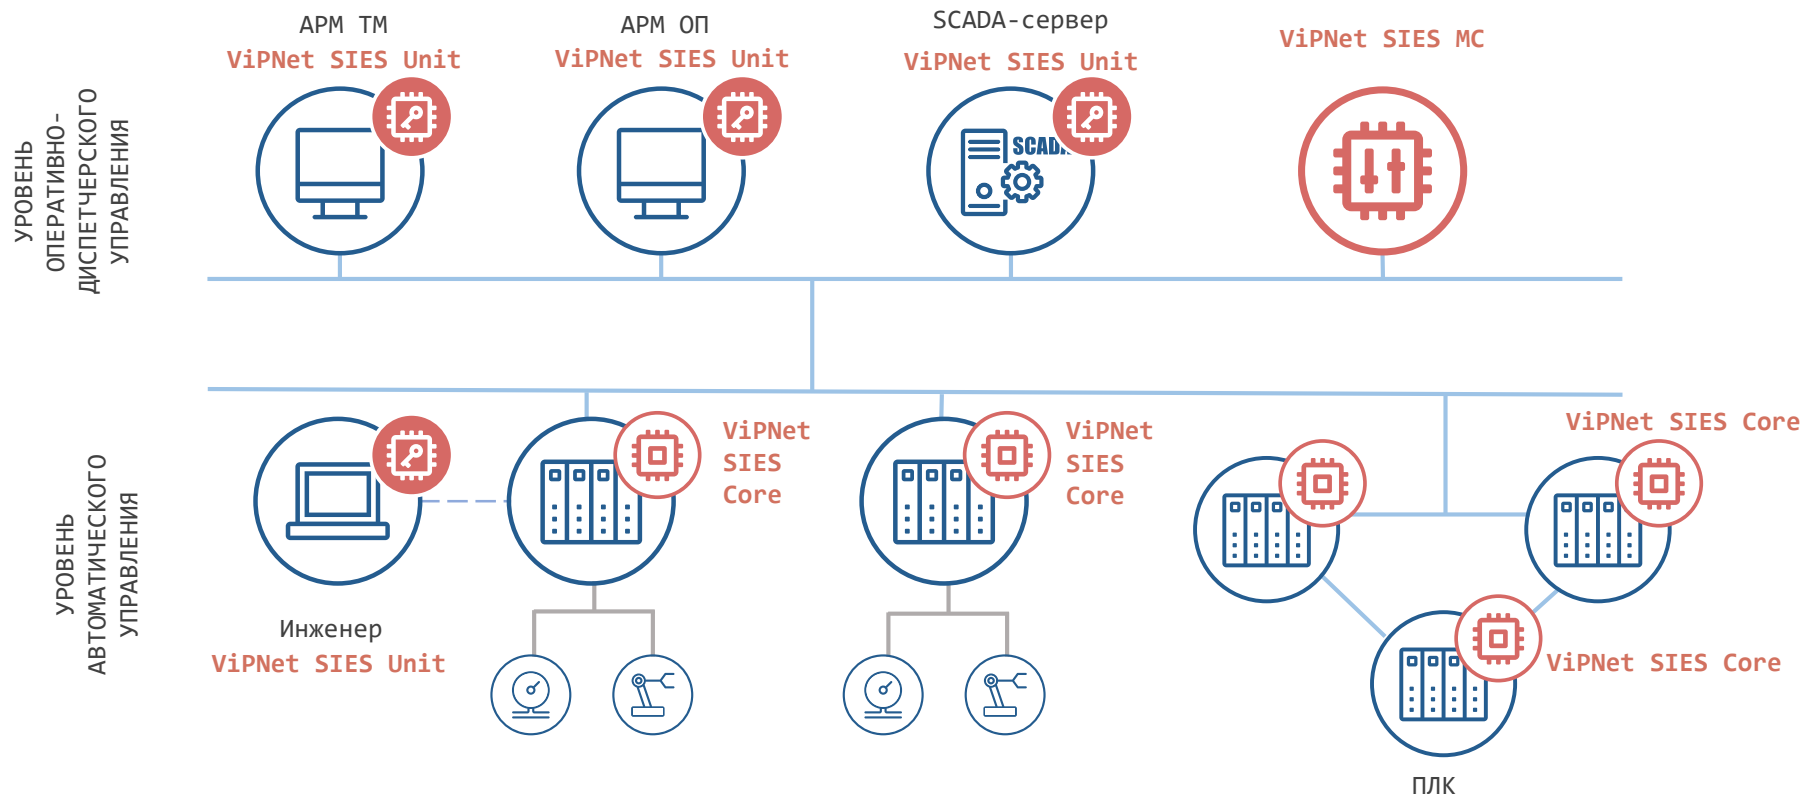 АРМ ТМ
ViPNet SIES Unit
АРМ ОП
ViPNet SIES Unit
SCADA-сервер
ViPNet SIES Unit
ViPNet SIES MC
SCADA
УРОВЕНЬ
ОПЕРАТИВНО-
ДИСПЕТЧЕРСКОГО
УПРАВЛЕНИЯ
УРОВЕНЬ
АВТОМАТИЧЕСКОГО
УПРАВЛЕНИЯ
Инженер
ViPNet SIES Unit
ViPNet
SIES
Core
ViPNet
SIES
Core
ViPNet SIES Core
ViPNet SIES Core
ПЛК